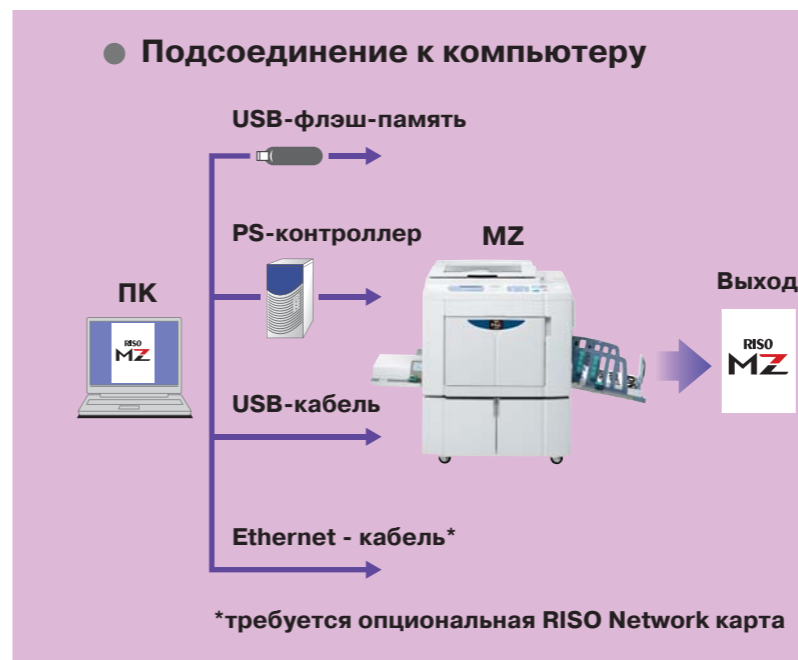 Подсоединение к компьютеру
USB-флэш-память
PS-контроллер
MZ
ПК
Выход
RISO
MZ
RISO
MZ
USB-кабель
Ethernet - кабель*
*требуется опциональная RISO Network карта